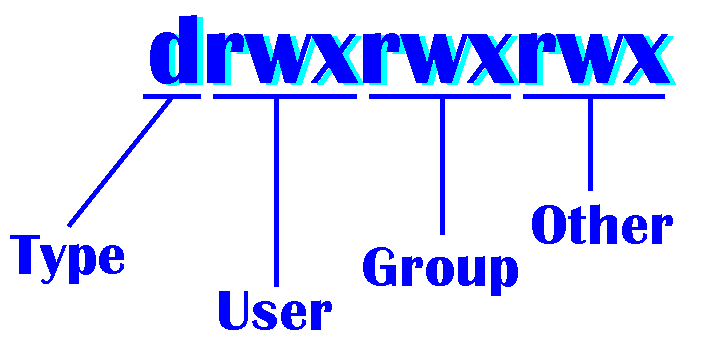 drwxrwxrwx
Type
User
Group
Other